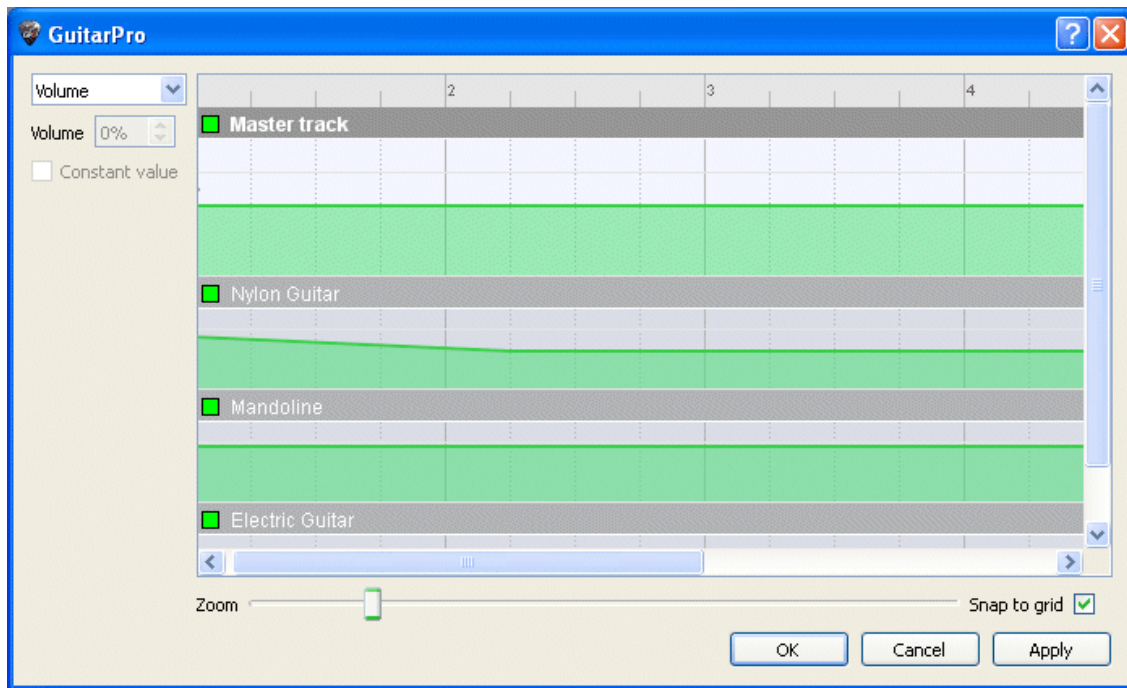 GuitarPro
Volume
2 3 4
Master track
Volume 0%
Constant value
Nylon Guitar
Mandoline
Electric Guitar
Zoom
Snap to grid
OK Cancel Apply